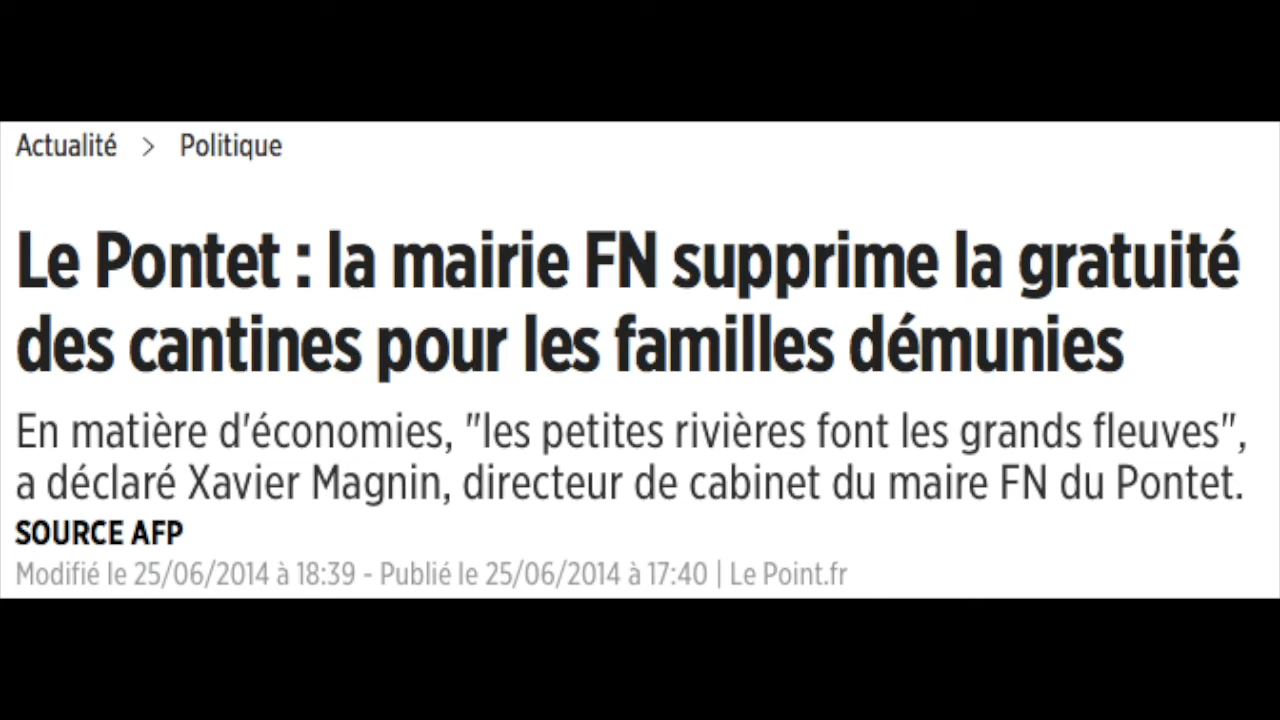 Actualité > Politique
Le Pontet : la mairie FN supprime la gratuité
des cantines pour les familles démunies
En matière d'économies, "les petites rivières font les grands fleuves",
a déclaré Xavier Magnin, directeur de cabinet du maire FN du Pontet.
SOURCE AFP
Modifié le 25/06/2014 à 18:39 - Publié le 25/06/2014 à 17:40 | Le Point.fr